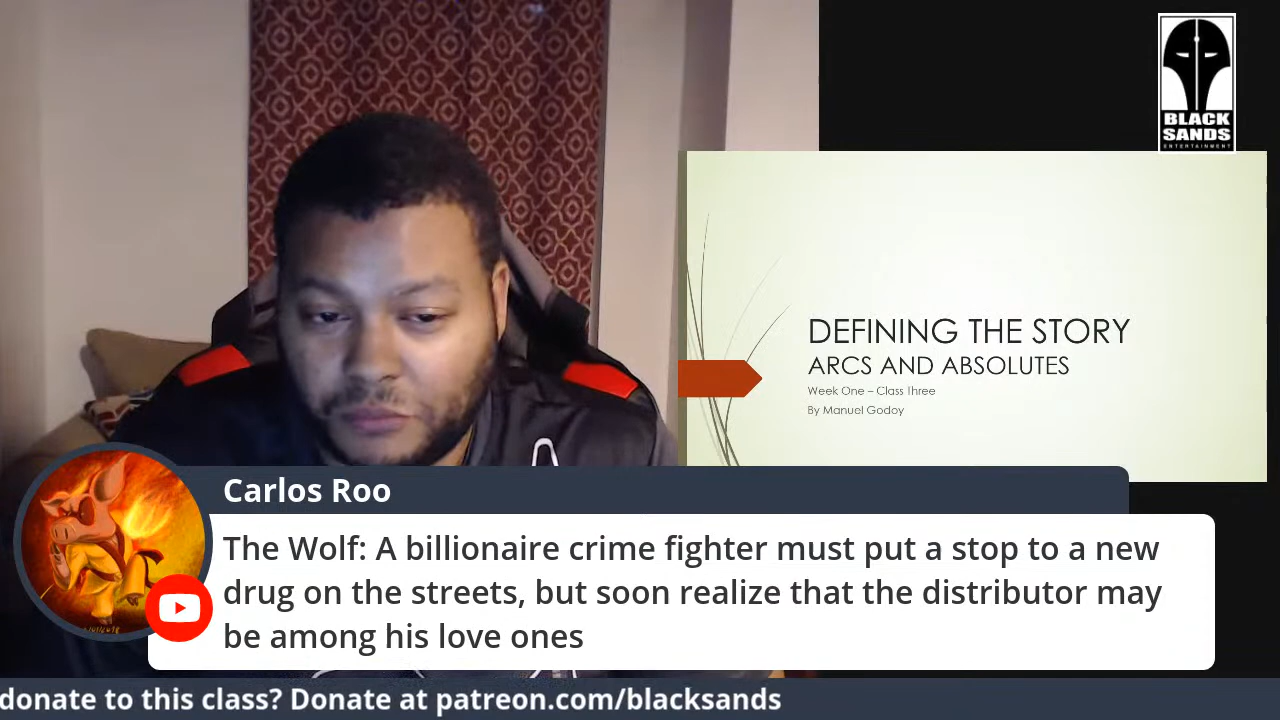 BLACK
SANDS
ENTERTAINMENT
DEFINING THE STORY
ARCS AND ABSOLUTES
Week One – Class Three
By Manuel Godoy
Carlos Roo
The Wolf: A billionaire crime fighter must put a stop to a new
drug on the streets, but soon realize that the distributor may
be among his love ones
donate to this class? Donate at patreon.com/blacksands